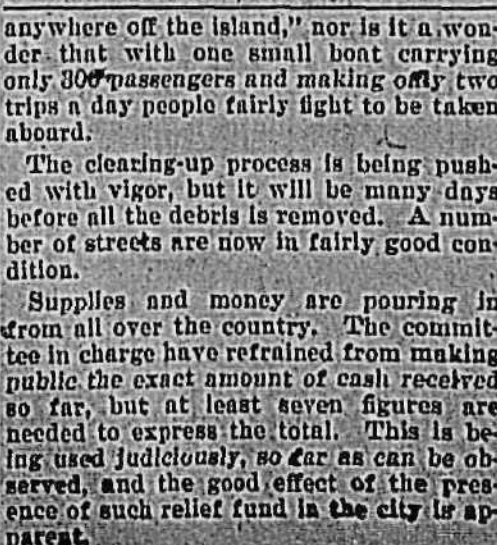 anywhere off the island," nor is it a won-
der that with one small boat carrying
only 300 passengers and making only two
trips a day people fairly fight to be taken
aboard.
The clearing-up process is being push-
ed with vigor, but it will be many days
before all the debris is removed. A num-
ber of streets are now in fairly good con-
dition.
Supplies and money are pouring in
from all over the country. The commit-
tee in charge have refrained from making
public the exact amount of cash received
so far, but at least seven figures are
needed to express the total. This is be-
ing used judiciously, so far as can be ob-
served, and the good effect of the pres-
ence of such relief fund in the city is ap-
parent.